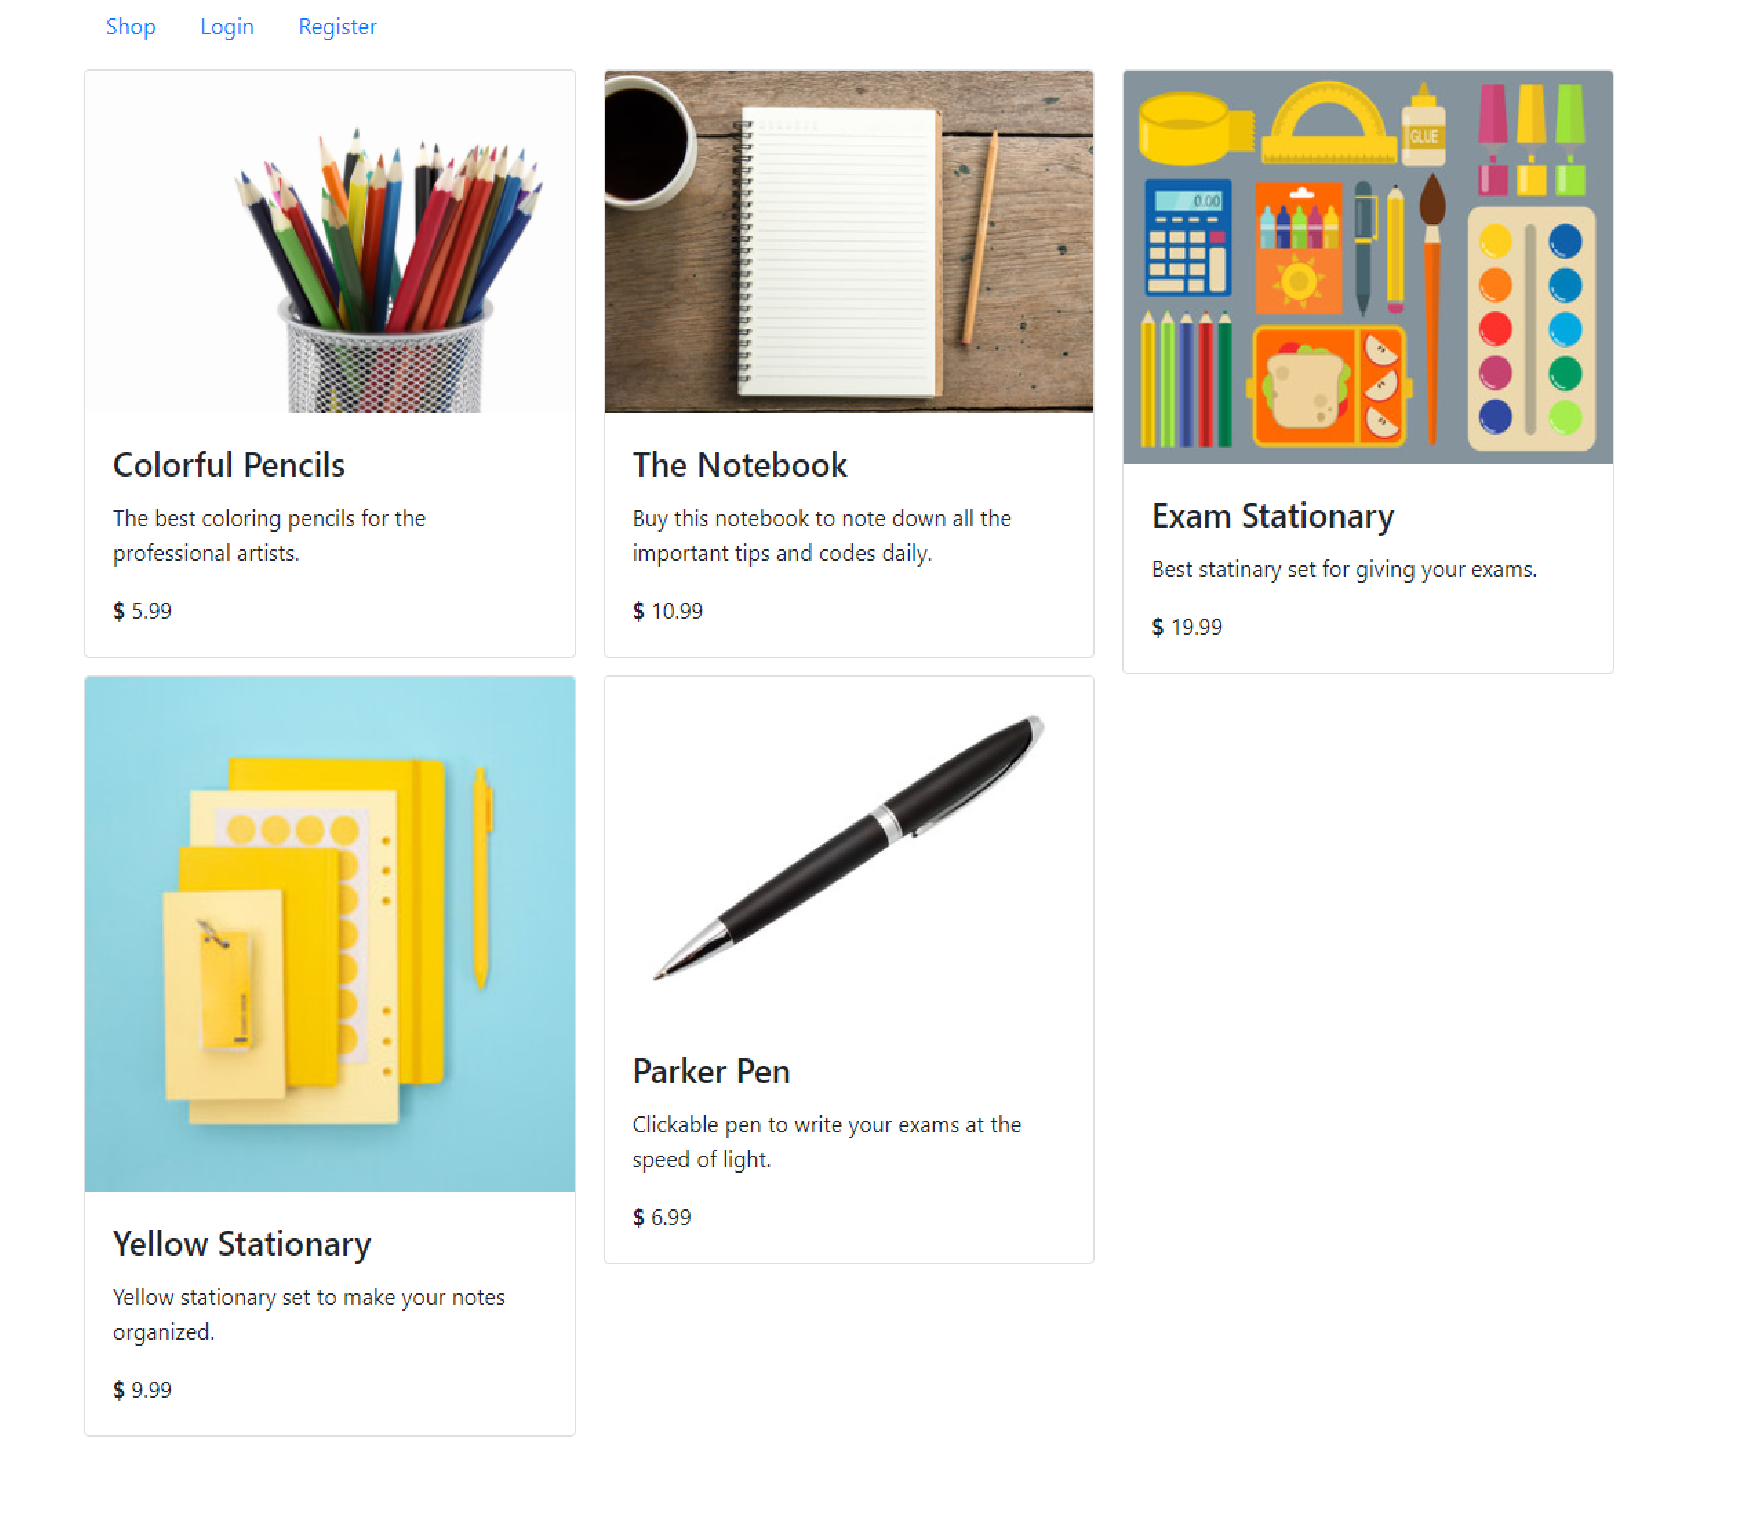 Shop Login Register
GLUE
0.00
Colorful Pencils
The best coloring pencils for the
professional artists.
$ 5.99
The Notebook
Buy this notebook to note down all the
important tips and codes daily.
$ 10.99
Exam Stationary
Best statinary set for giving your exams.
$ 19.99
Yellow Stationary
Yellow stationary set to make your notes
organized.
$ 9.99
Parker Pen
Clickable pen to write your exams at the
speed of light.
$ 6.99